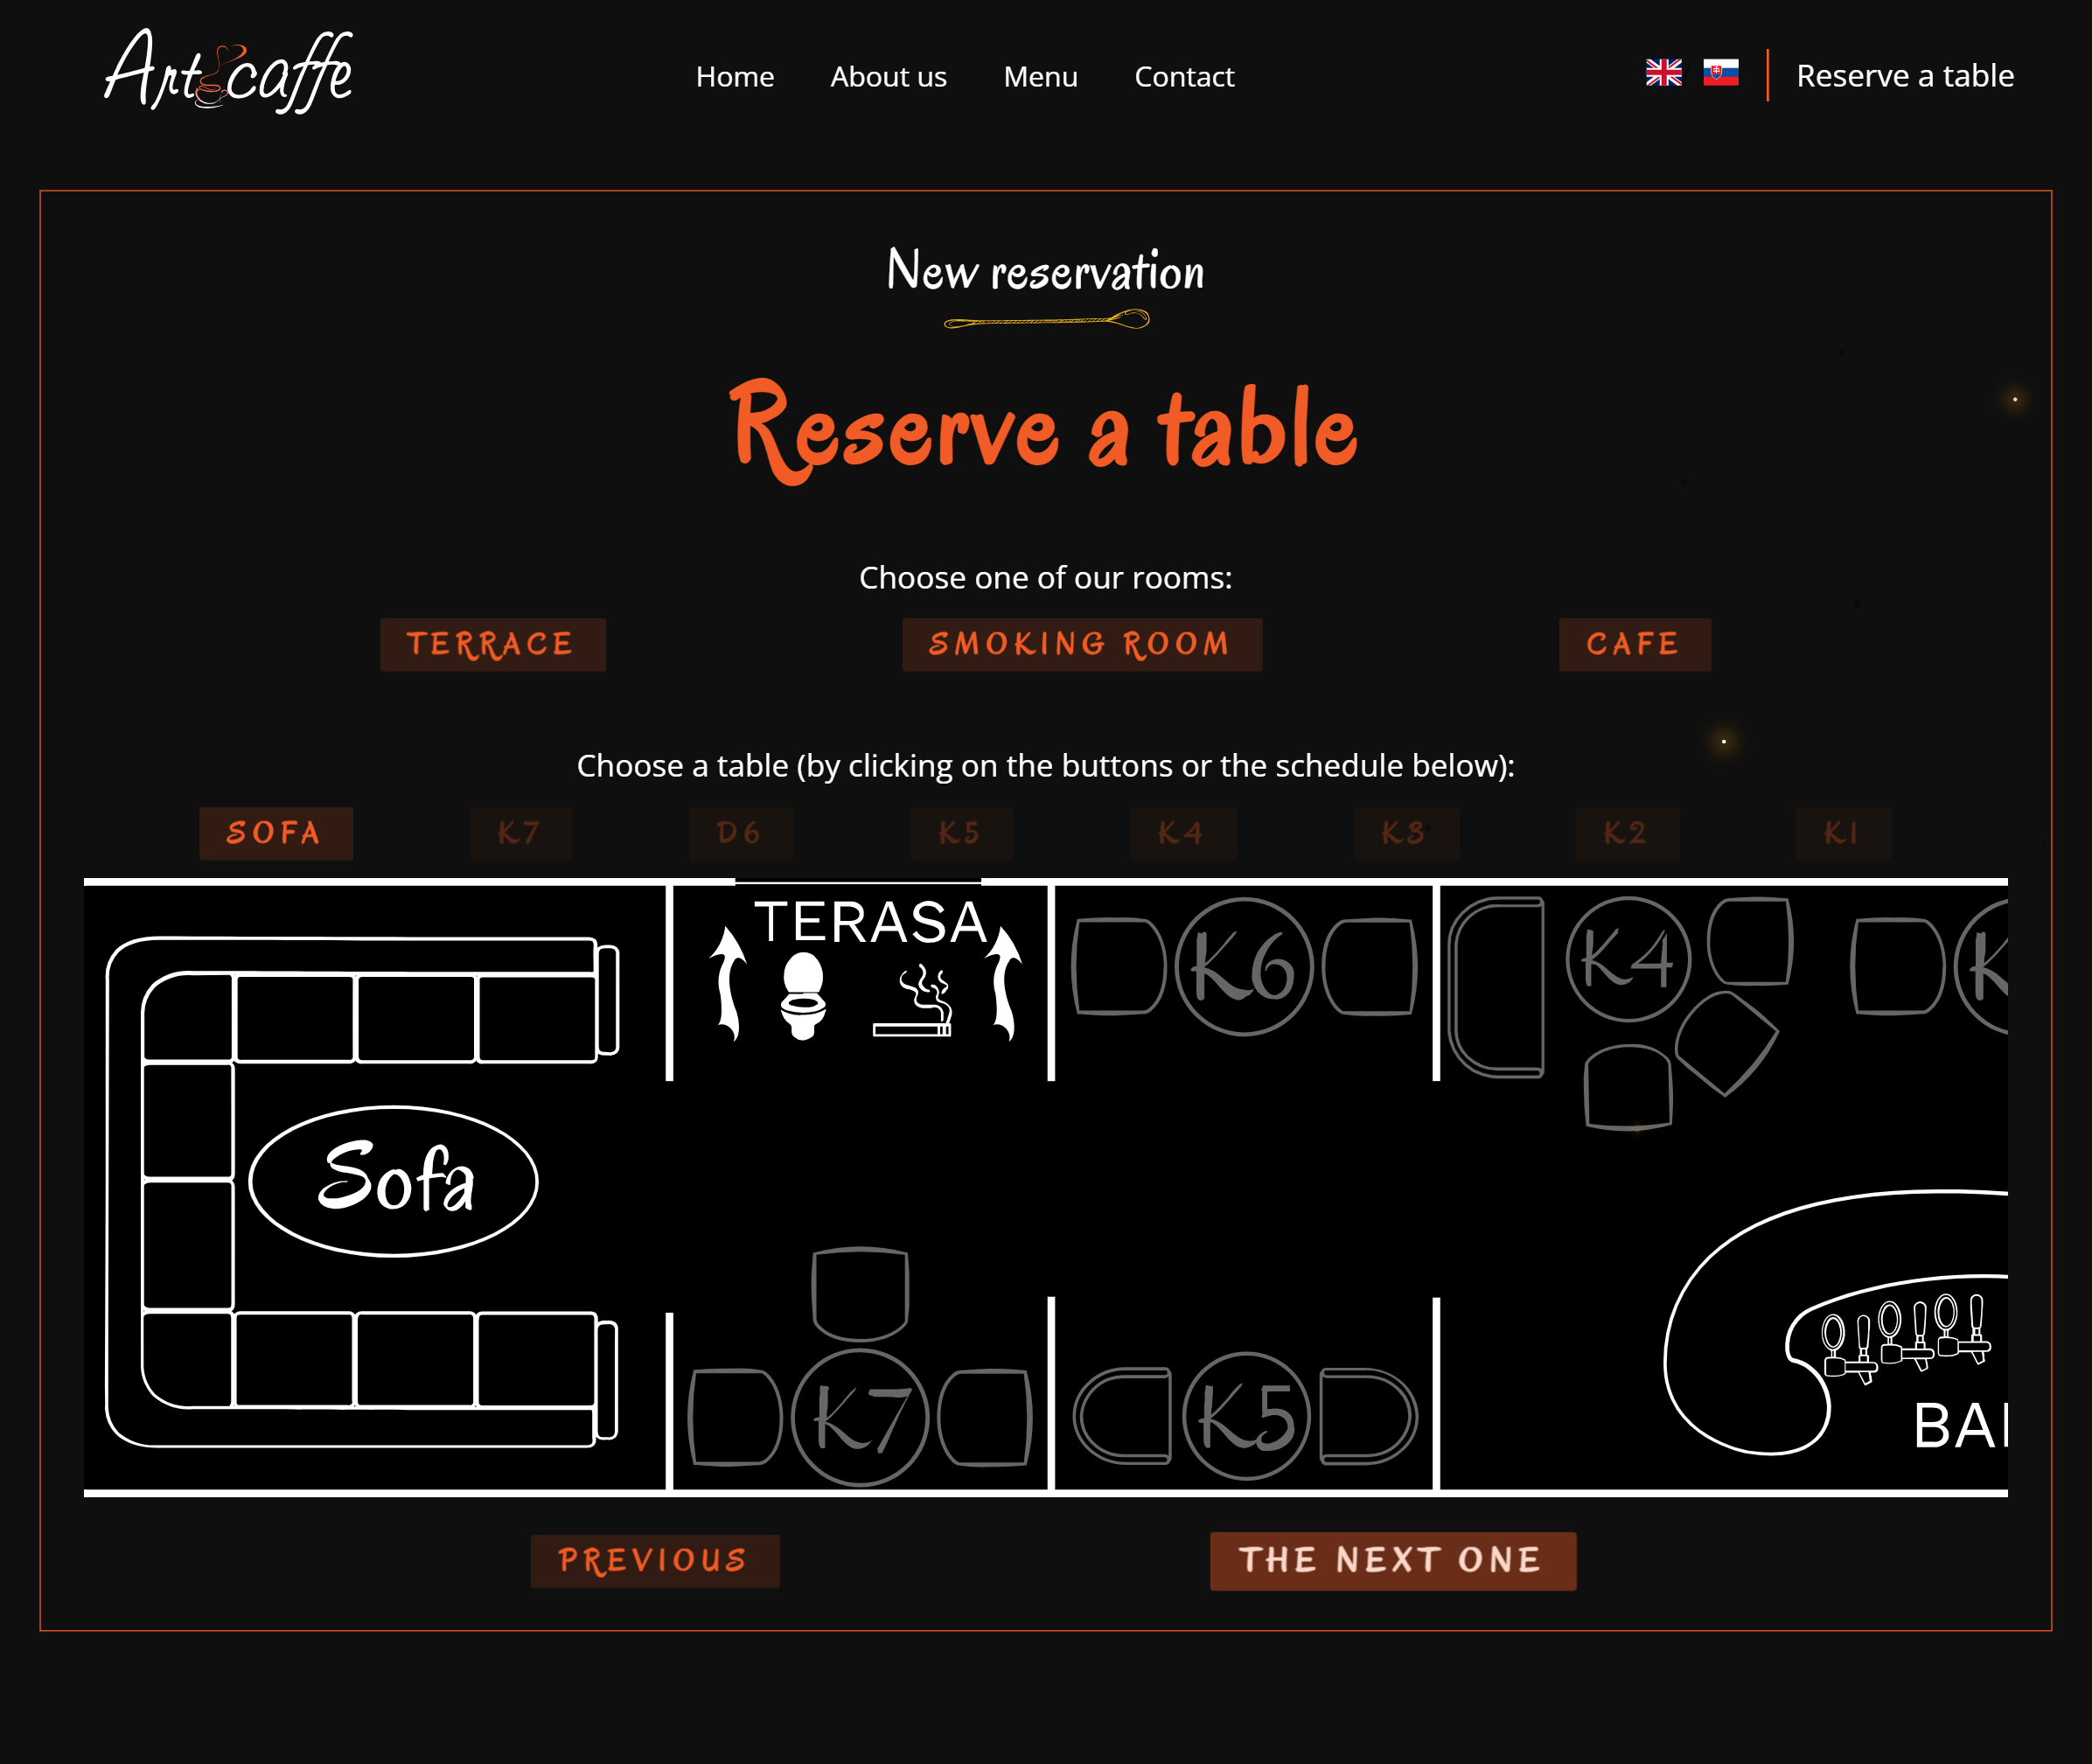 Art caffe
Home About us Menu Contact
Reserve a table
New reservation
Reserve a table
Choose one of our rooms:
TERRACE SMOKING ROOM CAFE
Choose a table (by clicking on the buttons or the schedule below):
SOFA K7 D6 K5 K4 K3 K2 K1
TERASA
K6 K4 K
Sofa
K7 K5
BAR
PREVIOUS THE NEXT ONE